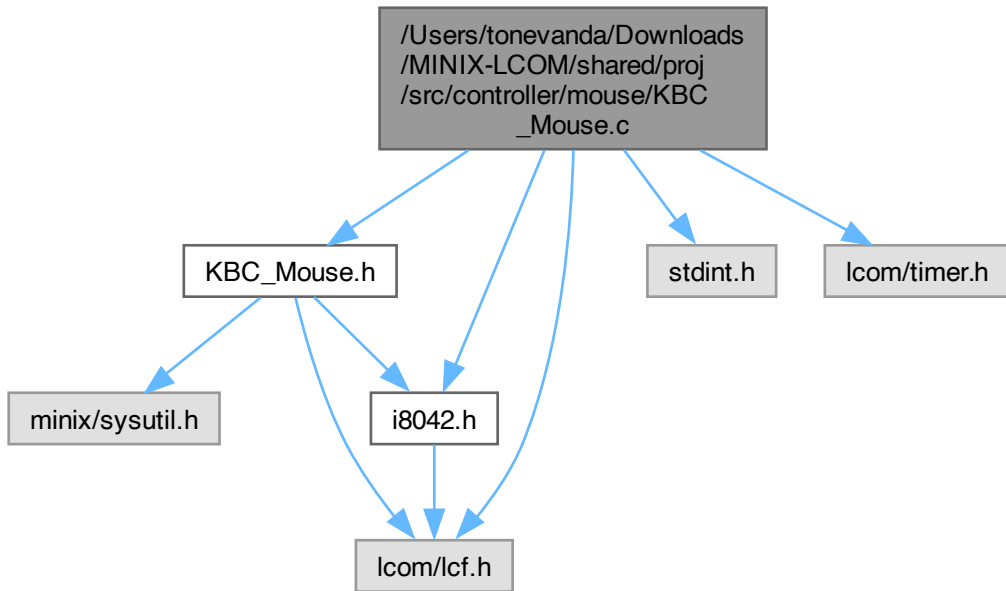 /Users/tonevanda/Downloads
/MINIX-LCOM/shared/proj
/src/controller/mouse/KBC
_Mouse.c
KBC_Mouse.h
stdint.h
lcom/timer.h
minix/sysutil.h
i8042.h
lcom/lcf.h